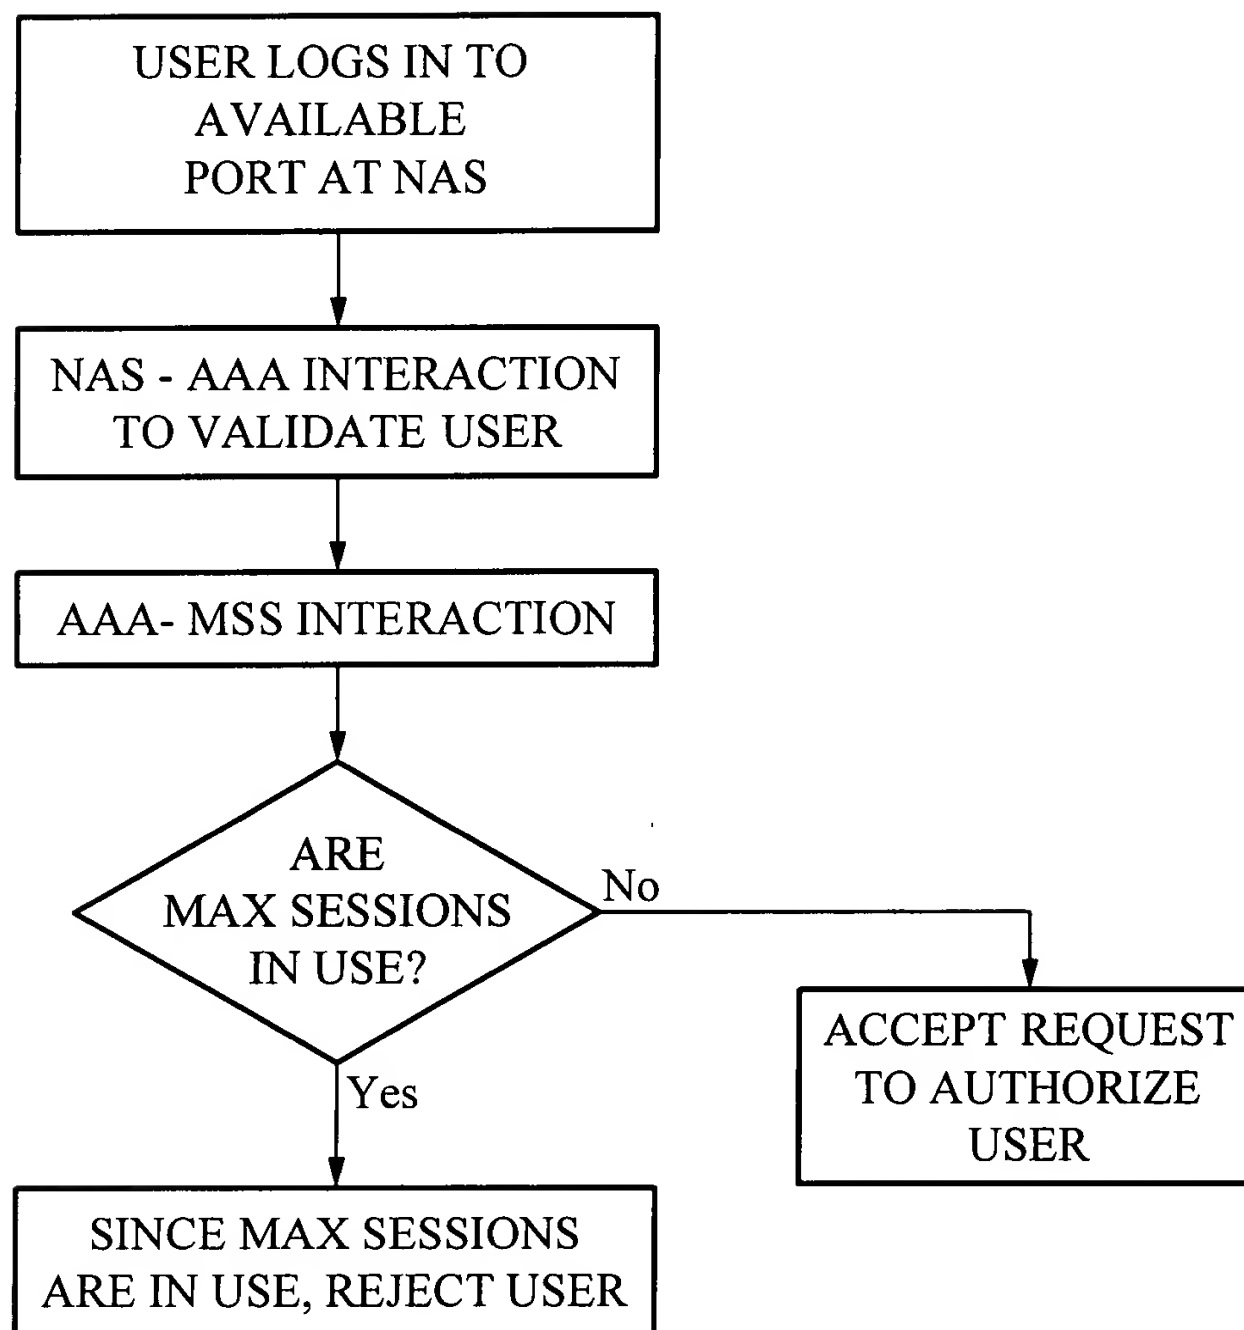 USER LOGS IN TO
AVAILABLE
PORT AT NAS
NAS - AAA INTERACTION
TO VALIDATE USER
AAA- MSS INTERACTION
ARE
MAX SESSIONS
IN USE?
No
ACCEPT REQUEST
TO AUTHORIZE
USER
Yes
SINCE MAX SESSIONS
ARE IN USE, REJECT USER